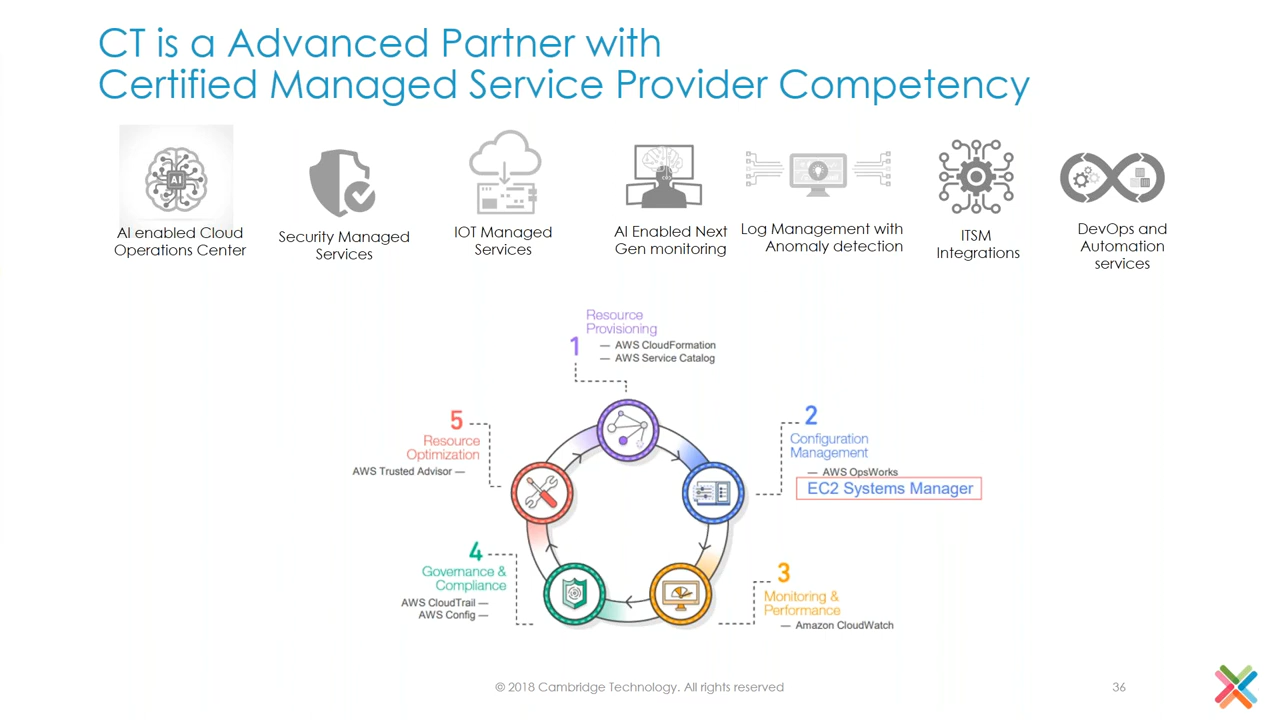 CT is a Advanced Partner with
Certified Managed Service Provider Competency
AI
AI enabled Cloud
Operations Center
Security Managed
Services
IOT Managed
Services
AI Enabled Next
Gen monitoring
Log Management with
Anomaly detection
ITSM
Integrations
DevOps and
Automation
services
1
Resource
Provisioning
— AWS CloudFormation
— AWS Service Catalog
2
Configuration
Management
— AWS OpsWorks
EC2 Systems Manager
3
Monitoring &
Performance
— Amazon CloudWatch
4
Governance &
Compliance
AWS CloudTrail —
AWS Config —
5
Resource
Optimization
AWS Trusted Advisor —
© 2018 Cambridge Technology. All rights reserved
36